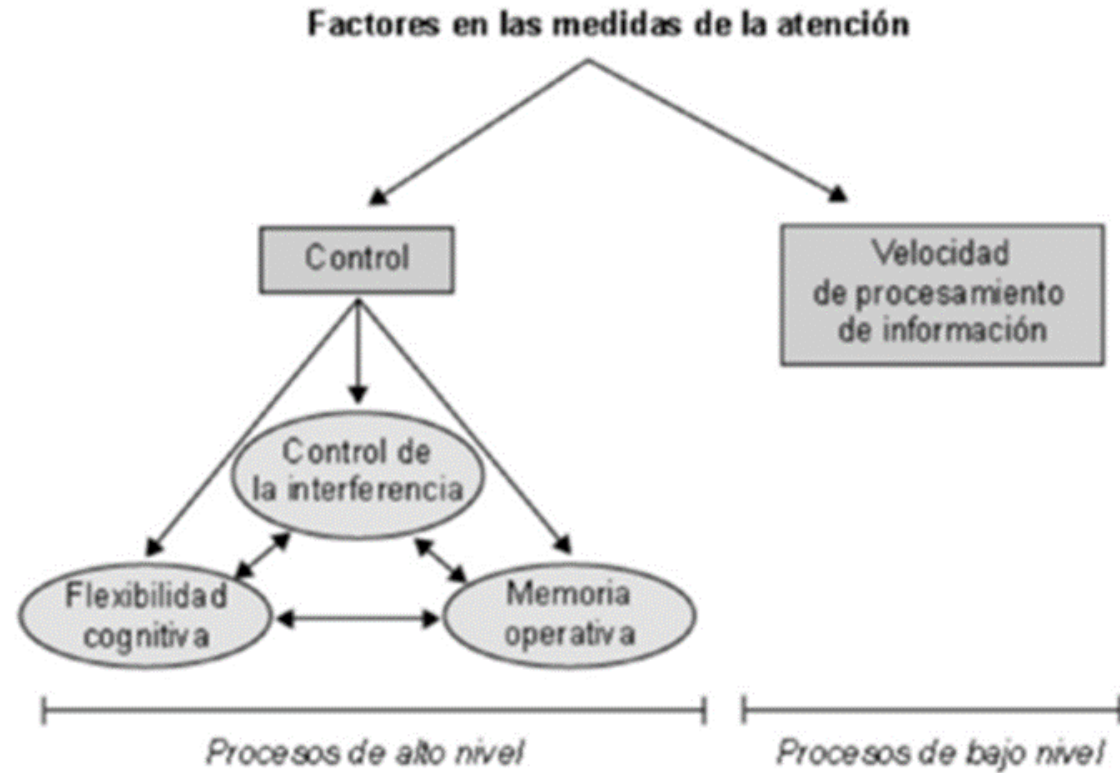 Factores en las medidas de la atención
Control
Velocidad
de procesamiento
de información
Control de
la interferencia
Flexibilidad
cognitiva
Memoria
operativa
Procesos de alto nivel
Procesos de bajo nivel